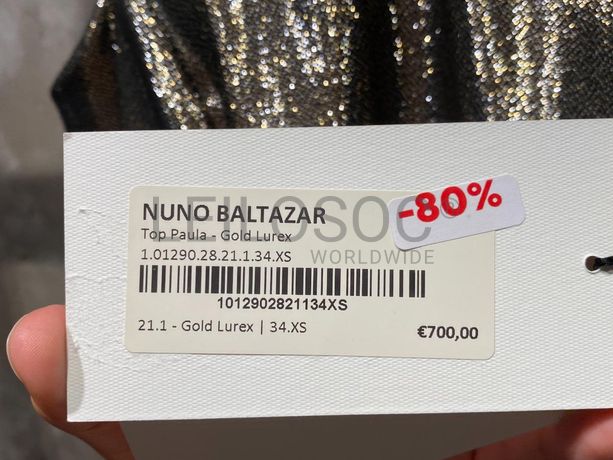 NUNO BALTAZAR
-80%
Top Paula - Gold Lurex
LEILOSOC
WORLDWIDE
1.01290.28.21.1.34.XS
1012902821134XS
21.1 - Gold Lurex | 34.XS
€700,00